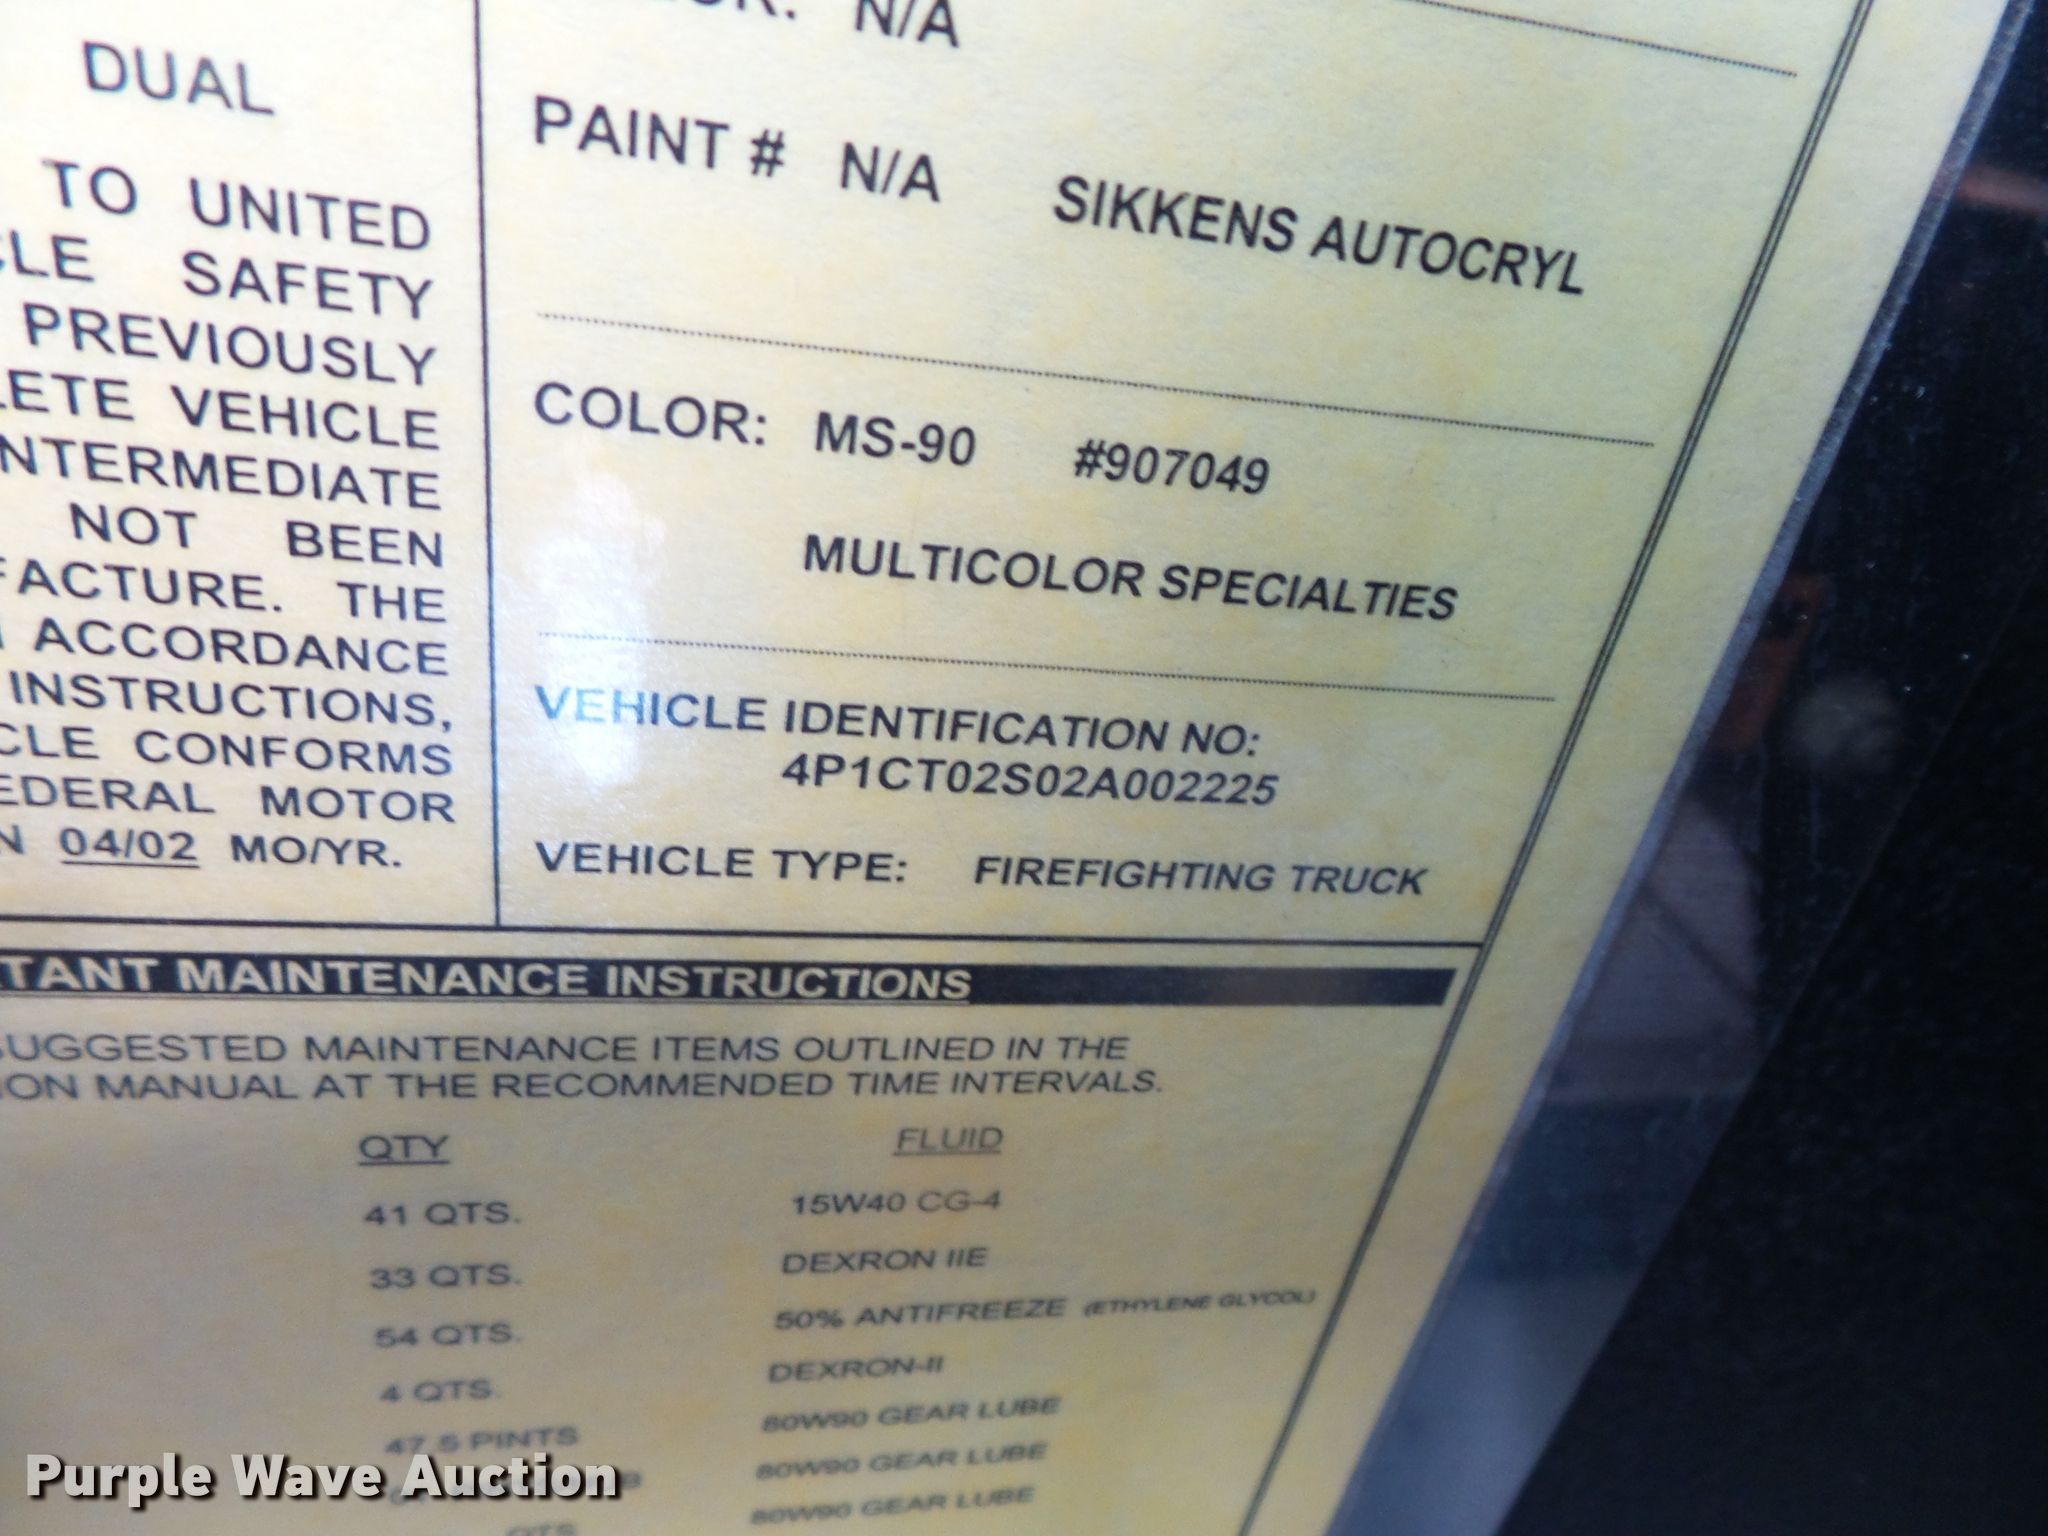 DUAL
TO UNITED
CLE SAFETY
PREVIOUSLY
LETE VEHICLE
NTERMEDIATE
NOT BEEN
FACTURE. THE
ACCORDANCE
INSTRUCTIONS,
CLE CONFORMS
EDERAL MOTOR
N 04/02 MO/YR.
N/A
PAINT # N/A SIKKENS AUTOCRYL
COLOR: MS-90 #907049
MULTICOLOR SPECIALTIES
VEHICLE IDENTIFICATION NO:
4P1CT02S02A002225
VEHICLE TYPE: FIREFIGHTING TRUCK
TANT MAINTENANCE INSTRUCTIONS
SUGGESTED MAINTENANCE ITEMS OUTLINED IN THE
ION MANUAL AT THE RECOMMENDED TIME INTERVALS.
QTY FLUID
41 QTS. 15W40 CG-4
33 QTS. DEXRON IIE
54 QTS. 50% ANTIFREEZE (ETHYLENE GLYCOL)
4 QTS. DEXRON-II
47.5 PINTS 80W90 GEAR LUBE
80W90 GEAR LUBE
QTS 80W90 GEAR LUBE
Purple Wave Auction